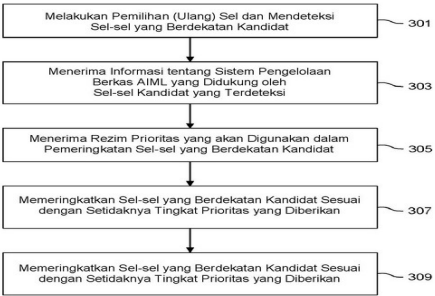 Melakukan Pemilihan (Ulang) Sel dan Mendeteksi
Sel-sel yang Berdekatan Kandidat
301
Menerima Informasi tentang Sistem Pengelolaan
Berkas AIML yang Didukung oleh
Sel-sel Kandidat yang Terdeteksi
303
Menerima Rezim Prioritas yang akan Digunakan dalam
Pemeringkatan Sel-sel yang Berdekatan Kandidat
305
Memeringkatkan Sel-sel yang Berdekatan Kandidat Sesuai
dengan Setidaknya Tingkat Prioritas yang Diberikan
307
Memeringkatkan Sel-sel yang Berdekatan Kandidat Sesuai
dengan Setidaknya Tingkat Prioritas yang Diberikan
309